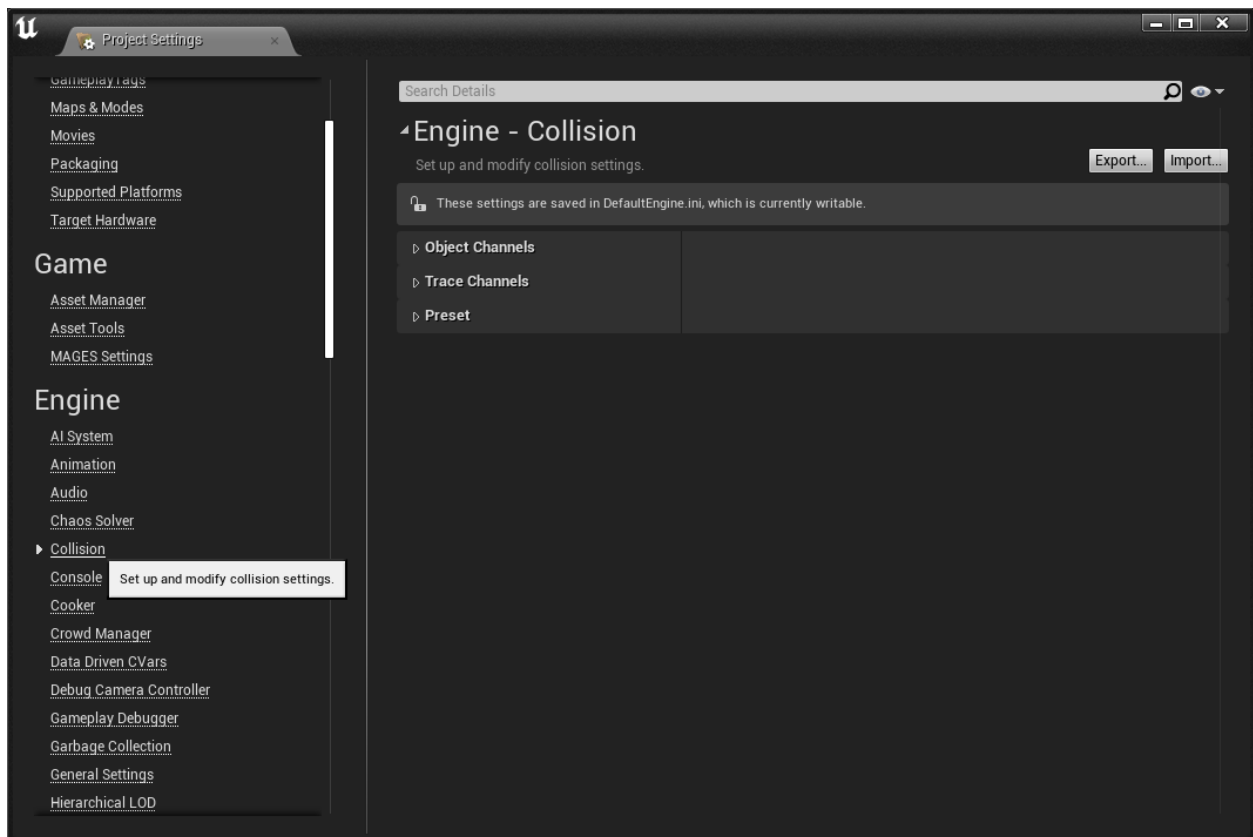 Project Settings
GameplayTags
Maps & Modes
Movies
Packaging
Supported Platforms
Target Hardware
Game
Asset Manager
Asset Tools
MAGES Settings
Engine
AI System
Animation
Audio
Chaos Solver
Collision
Console
Set up and modify collision settings.
Cooker
Crowd Manager
Data Driven CVars
Debug Camera Controller
Gameplay Debugger
Garbage Collection
General Settings
Hierarchical LOD
Search Details
Engine - Collision
Set up and modify collision settings.
Export... Import...
These settings are saved in DefaultEngine.ini, which is currently writable.
Object Channels
Trace Channels
Preset